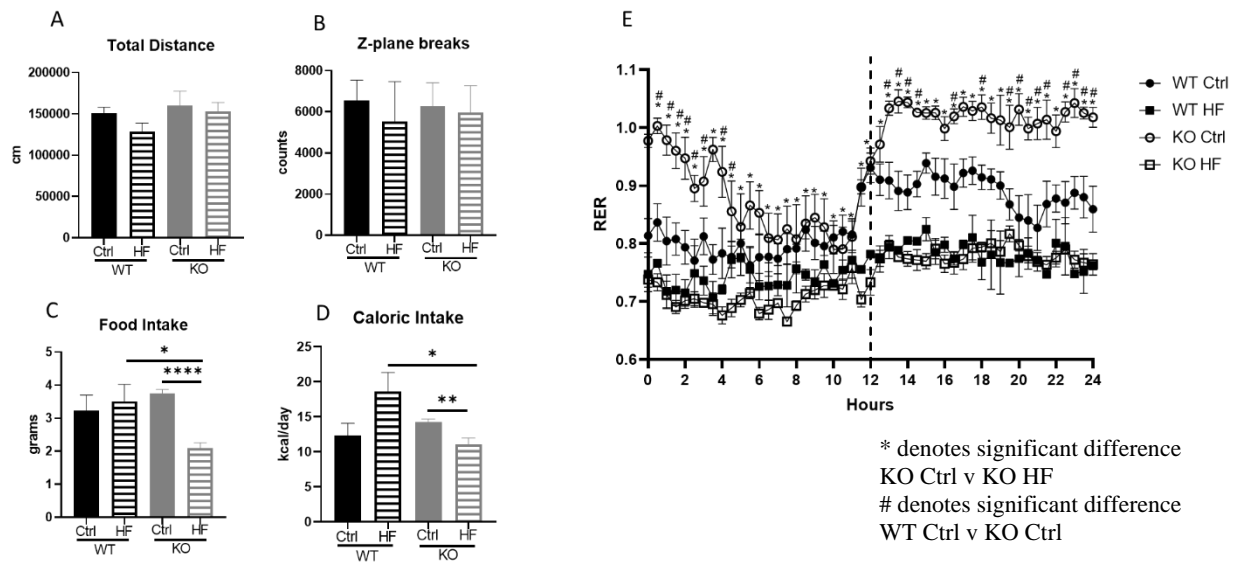 A
Total Distance
200000
150000
100000
50000
0
cm
Ctrl HF Ctrl HF
WT KO
B
Z-plane breaks
8000
6000
4000
2000
0
counts
Ctrl HF Ctrl HF
WT KO
C
Food Intake
5
4
3
2
1
0
grams
*
****
Ctrl HF Ctrl HF
WT KO
D
Caloric Intake
25
20
15
10
5
0
kcal/day
*
**
Ctrl HF Ctrl HF
WT KO
E
1.1
1.0
0.9
0.8
0.7
0.6
RER
0 2 4 6 8 10 12 14 16 18 20 22 24
Hours
WT Ctrl
WT HF
KO Ctrl
KO HF
* denotes significant difference
KO Ctrl v KO HF
# denotes significant difference
WT Ctrl v KO Ctrl